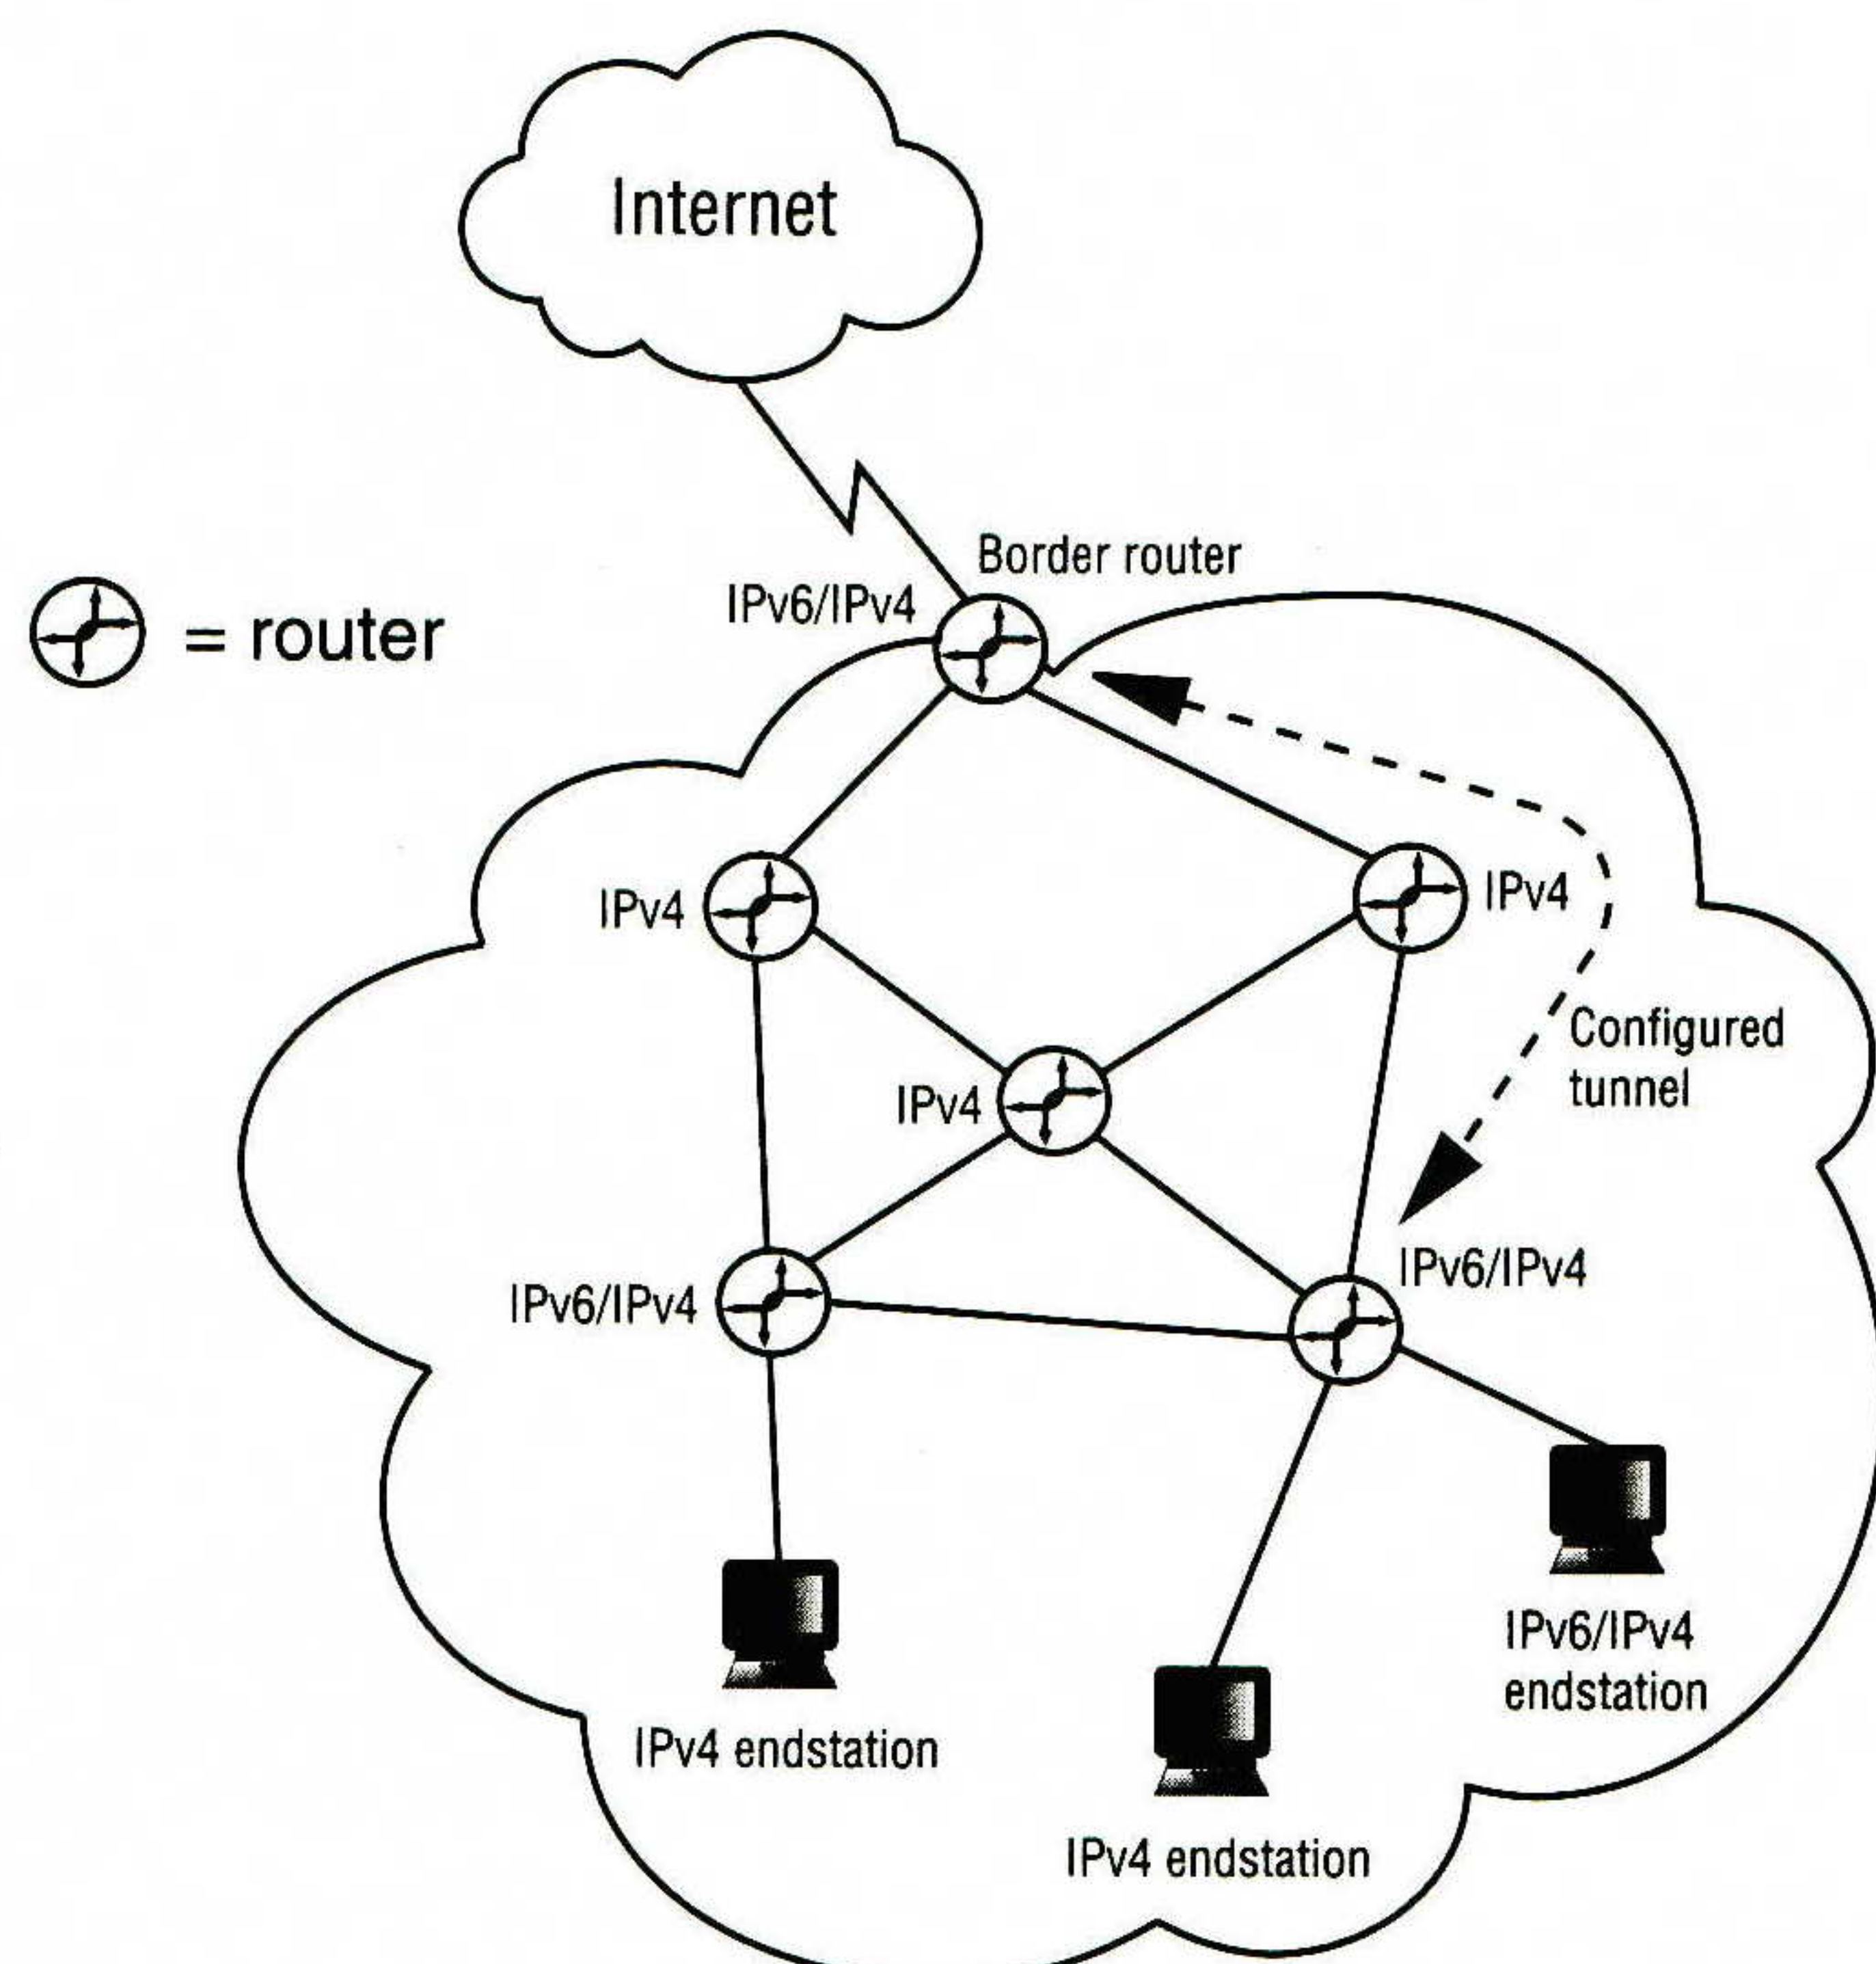 Internet
Border router
IPv6/IPv4
= router
IPv4
IPv4
Configured
tunnel
IPv4
IPv6/IPv4
IPv6/IPv4
IPv6/IPv4
endstation
IPv4 endstation
IPv4 endstation